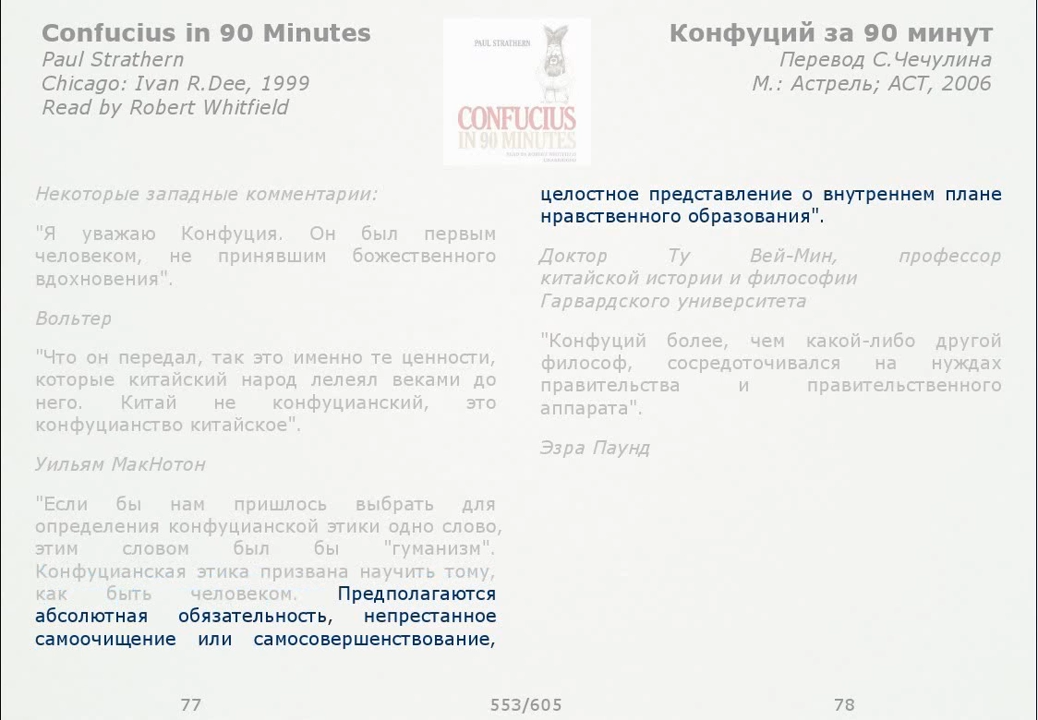 Confucius in 90 Minutes
Paul Strathern
Chicago: Ivan R.Dee, 1999
Read by Robert Whitfield
PAUL STRATHERN
CONFUCIUS
IN 90 MINUTES
Конфуций за 90 минут
Перевод С.Чечулина
М.: Астрель; АСТ, 2006
Некоторые западные комментарии:
"Я уважаю Конфуция. Он был первым
человеком, не принявшим божественного
вдохновения".
Вольтер
"Что он передал, так это именно те ценности,
которые китайский народ лелеял веками до
него. Китай не конфуцианский, это
конфуцианство китайское".
Уильям МакНотон
"Если бы нам пришлось выбрать для
определения конфуцианской этики одно слово,
этим словом был бы "гуманизм".
Конфуцианская этика призвана научить тому,
как быть человеком. Предполагаются
абсолютная обязательность, непрестанное
самоочищение или самосовершенствование,
целостное представление о внутреннем плане
нравственного образования".
Доктор Ту Вей-Мин, профессор
китайской истории и философии
Гарвардского университета
"Конфуций более, чем какой-либо другой
философ, сосредоточивался на нуждах
правительства и правительственного
аппарата".
Эзра Паунд
77
553/605
78